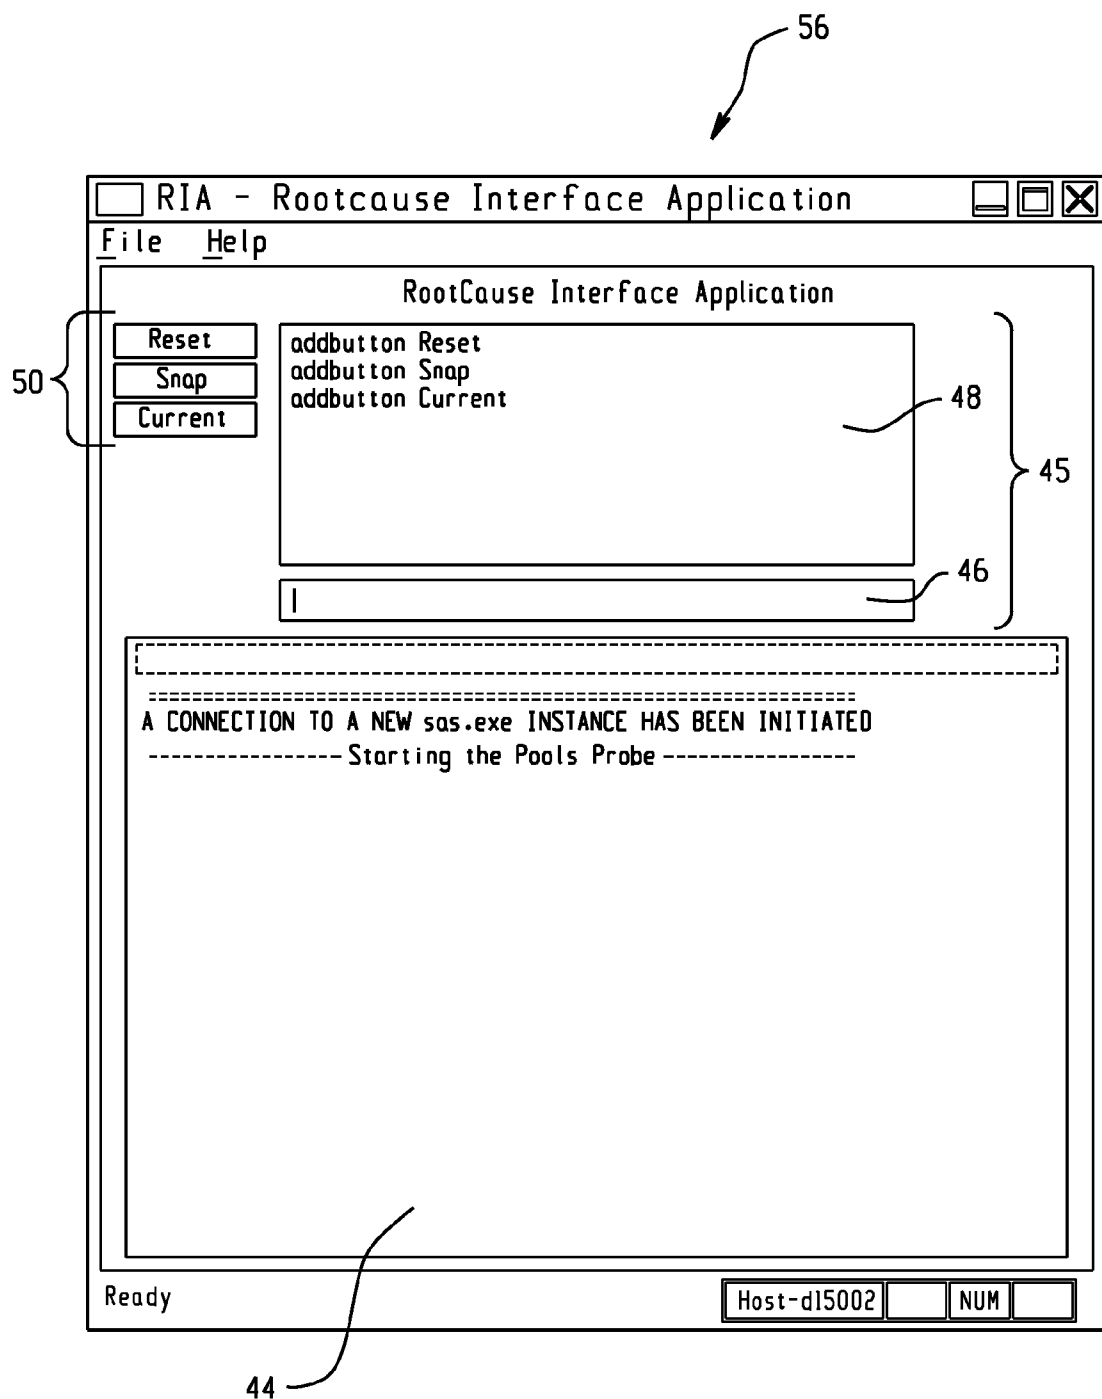 56
RIA - Rootcause Interface Application
File Help
RootCause Interface Application
50
Reset
Snap
Current
addbutton Reset
addbutton Snap
addbutton Current
48
45
46
===========================================================
A CONNECTION TO A NEW sas.exe INSTANCE HAS BEEN INITIATED
----------------Starting the Pools Probe----------------
Ready
Host-d15002
NUM
44